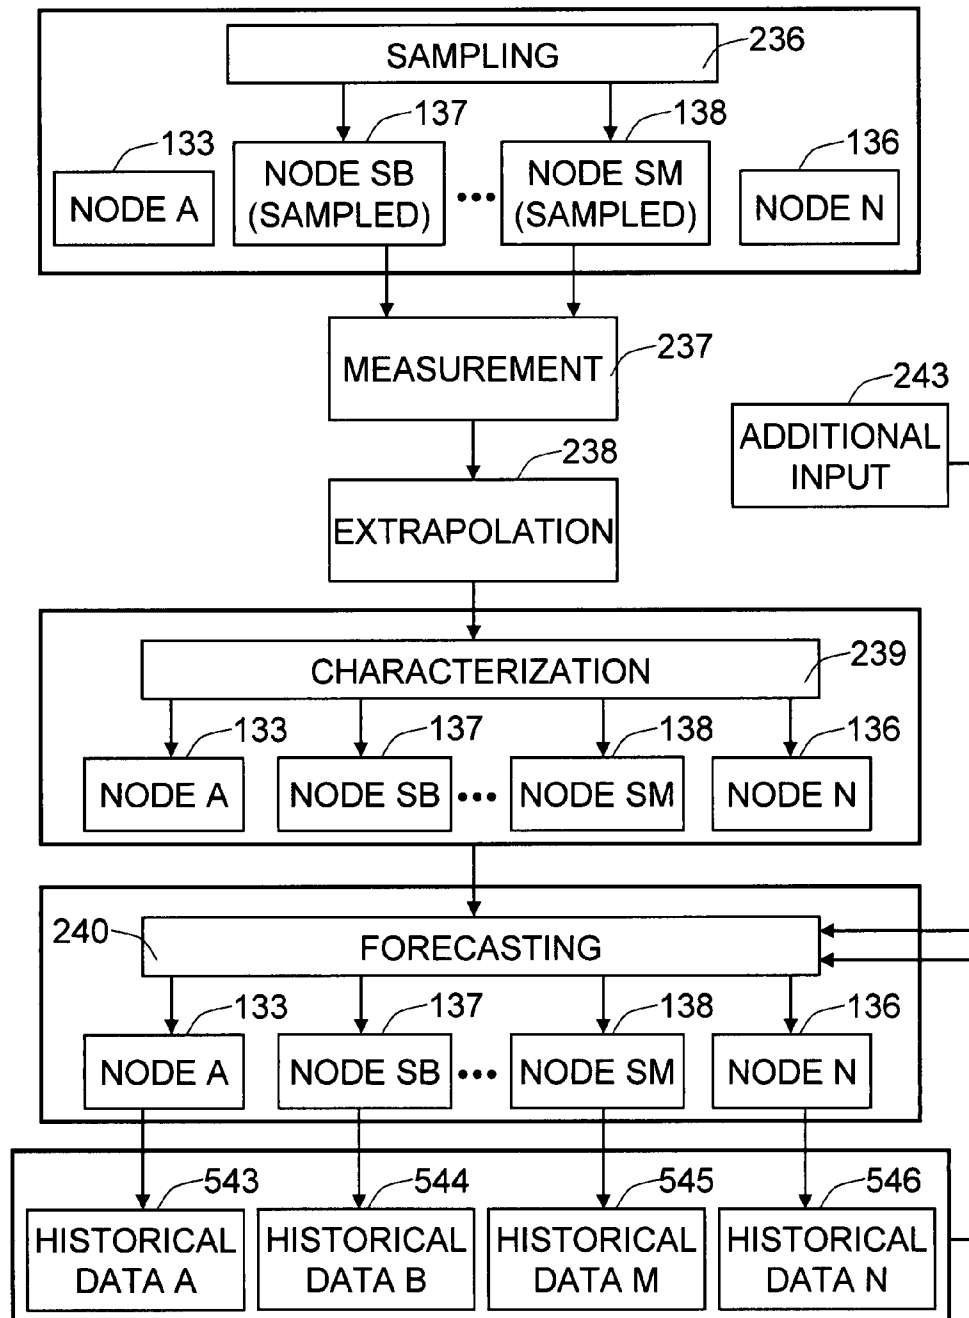 SAMPLING
236
137
138
133
136
NODE A
NODE SB
(SAMPLED)
•••
NODE SM
(SAMPLED)
NODE N
MEASUREMENT
237
243
ADDITIONAL
INPUT
238
EXTRAPOLATION
CHARACTERIZATION
239
133
137
138
136
NODE A
NODE SB
•••
NODE SM
NODE N
240
FORECASTING
133
137
138
136
NODE A
NODE SB
•••
NODE SM
NODE N
543
544
545
546
HISTORICAL
DATA A
HISTORICAL
DATA B
HISTORICAL
DATA M
HISTORICAL
DATA N